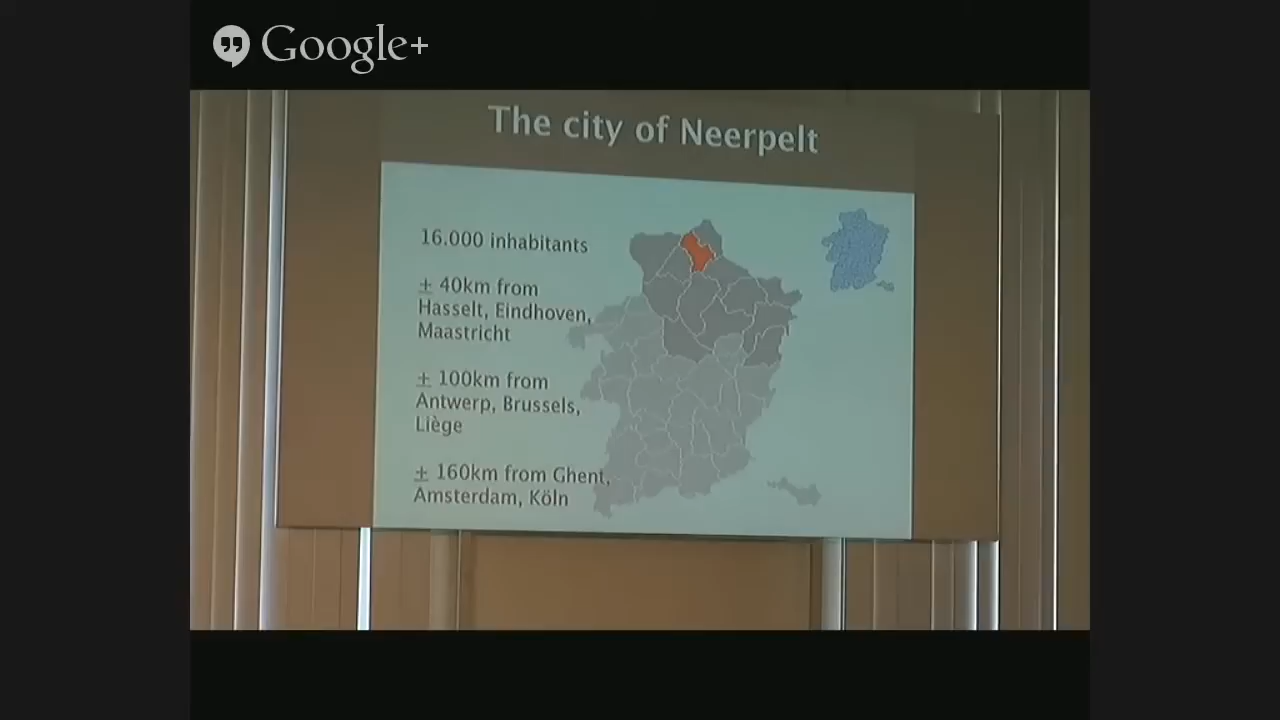 Google+
The city of Neerpelt
16.000 inhabitants
± 40km from
Hasselt, Eindhoven,
Maastricht
± 100km from
Antwerp, Brussels,
Liège
± 160km from Ghent,
Amsterdam, Köln